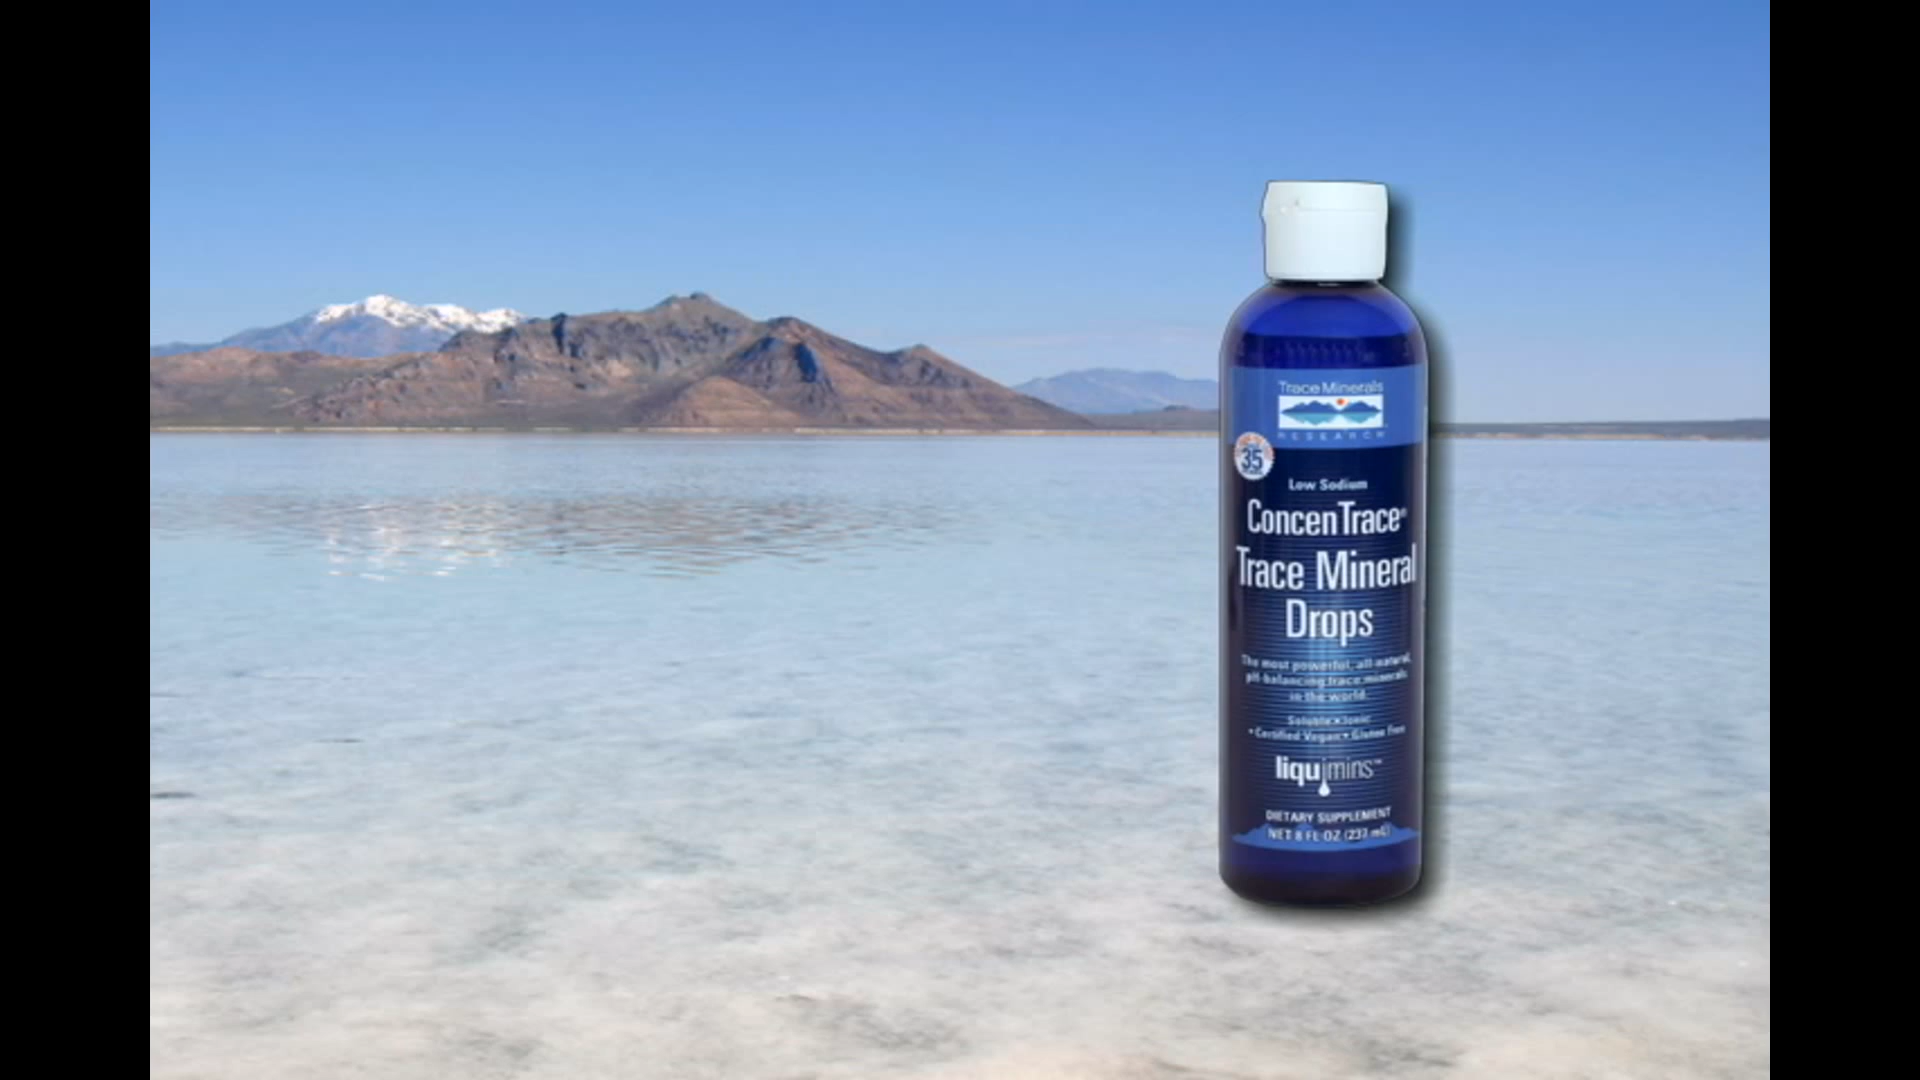 Trace Minerals
RESEARCH
35
Low Sodium
ConcenTrace®
Trace Mineral
Drops
The most powerful, all-natural,
pH-balancing trace minerals
in the world.
Soluble • Ionic
• Certified Vegan • Gluten Free
liquimins™
DIETARY SUPPLEMENT
NET 8 FL OZ (237 mL)